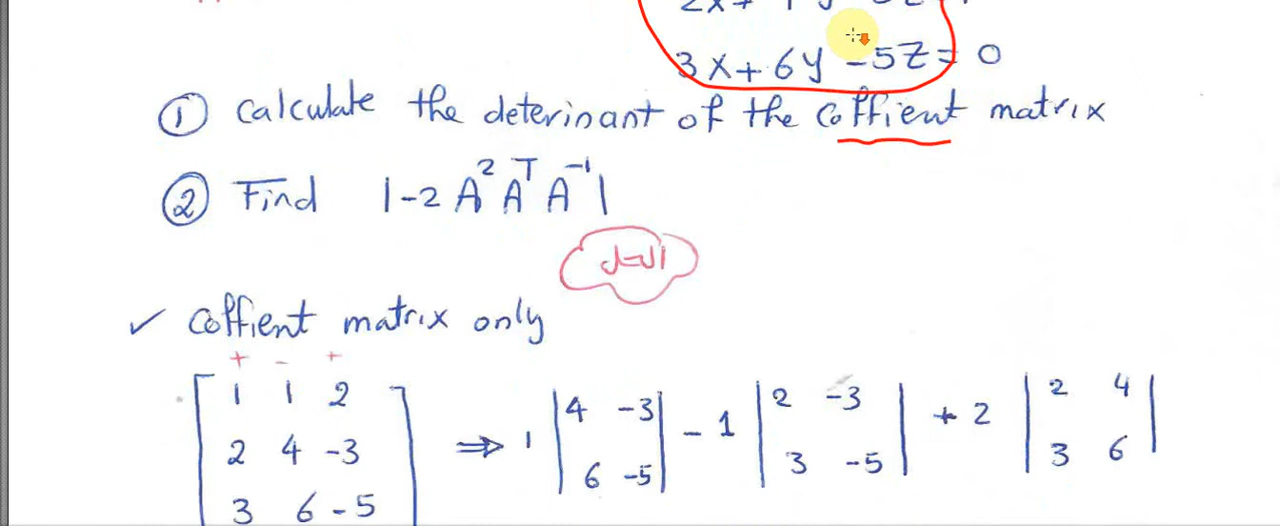 3x + 6y - 5z = 0
① Calculate the deterinant of the coffient matrix
② Find |-2 A² Aᵀ A⁻¹|
الحل
✓ Coffient matrix only
+ - +
[1 1 2
2 4 -3
3 6 -5] ⇒ 1 |4 -3
6 -5| - 1 |2 -3
3 -5| + 2 |2 4
3 6|